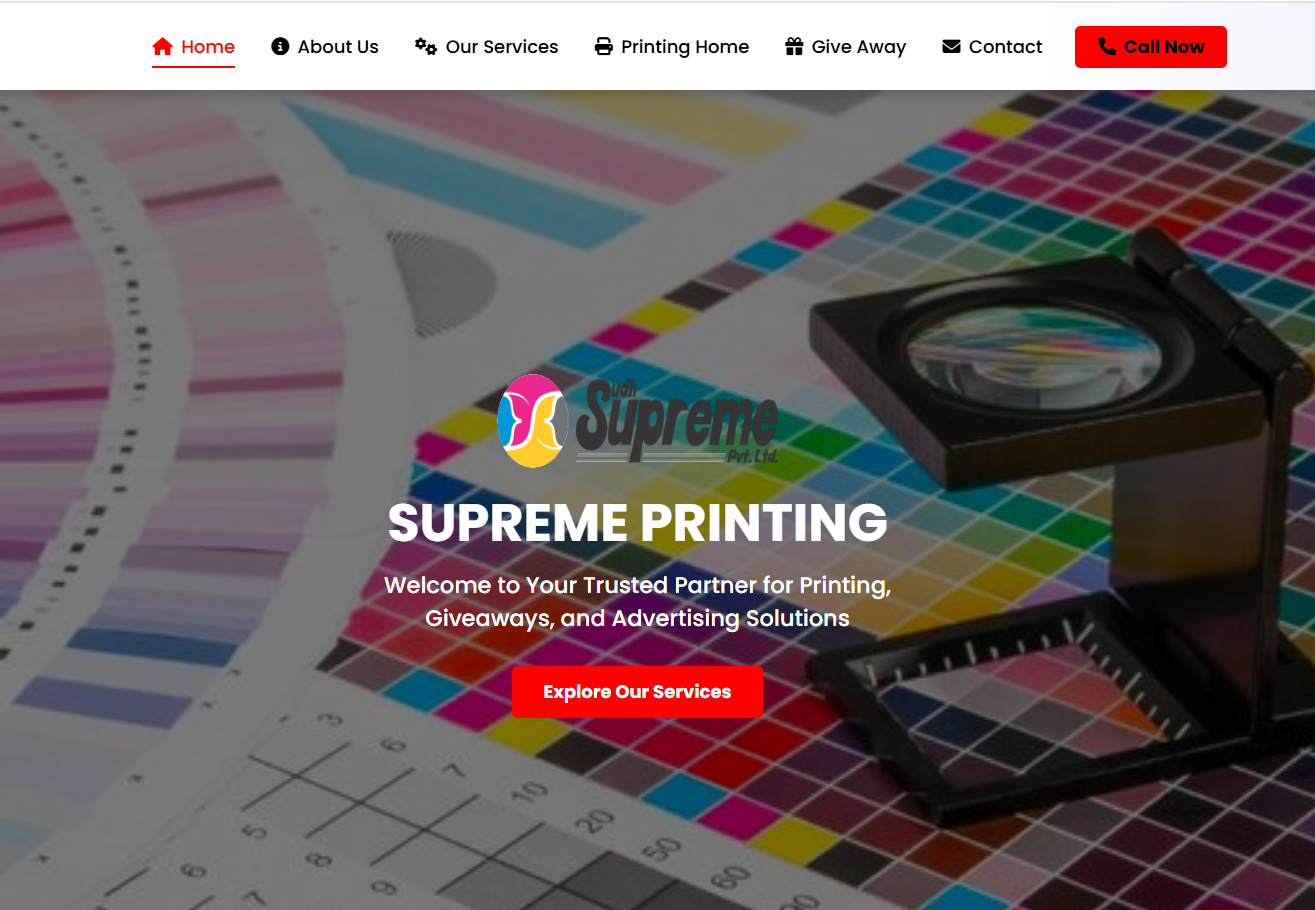 Home About Us Our Services Printing Home Give Away Contact Call Now
Sudh
Supreme
Pvt. Ltd.
SUPREME PRINTING
Welcome to Your Trusted Partner for Printing,
Giveaways, and Advertising Solutions
Explore Our Services
3
6
7
10
20
50
60
5
8
9
6
7